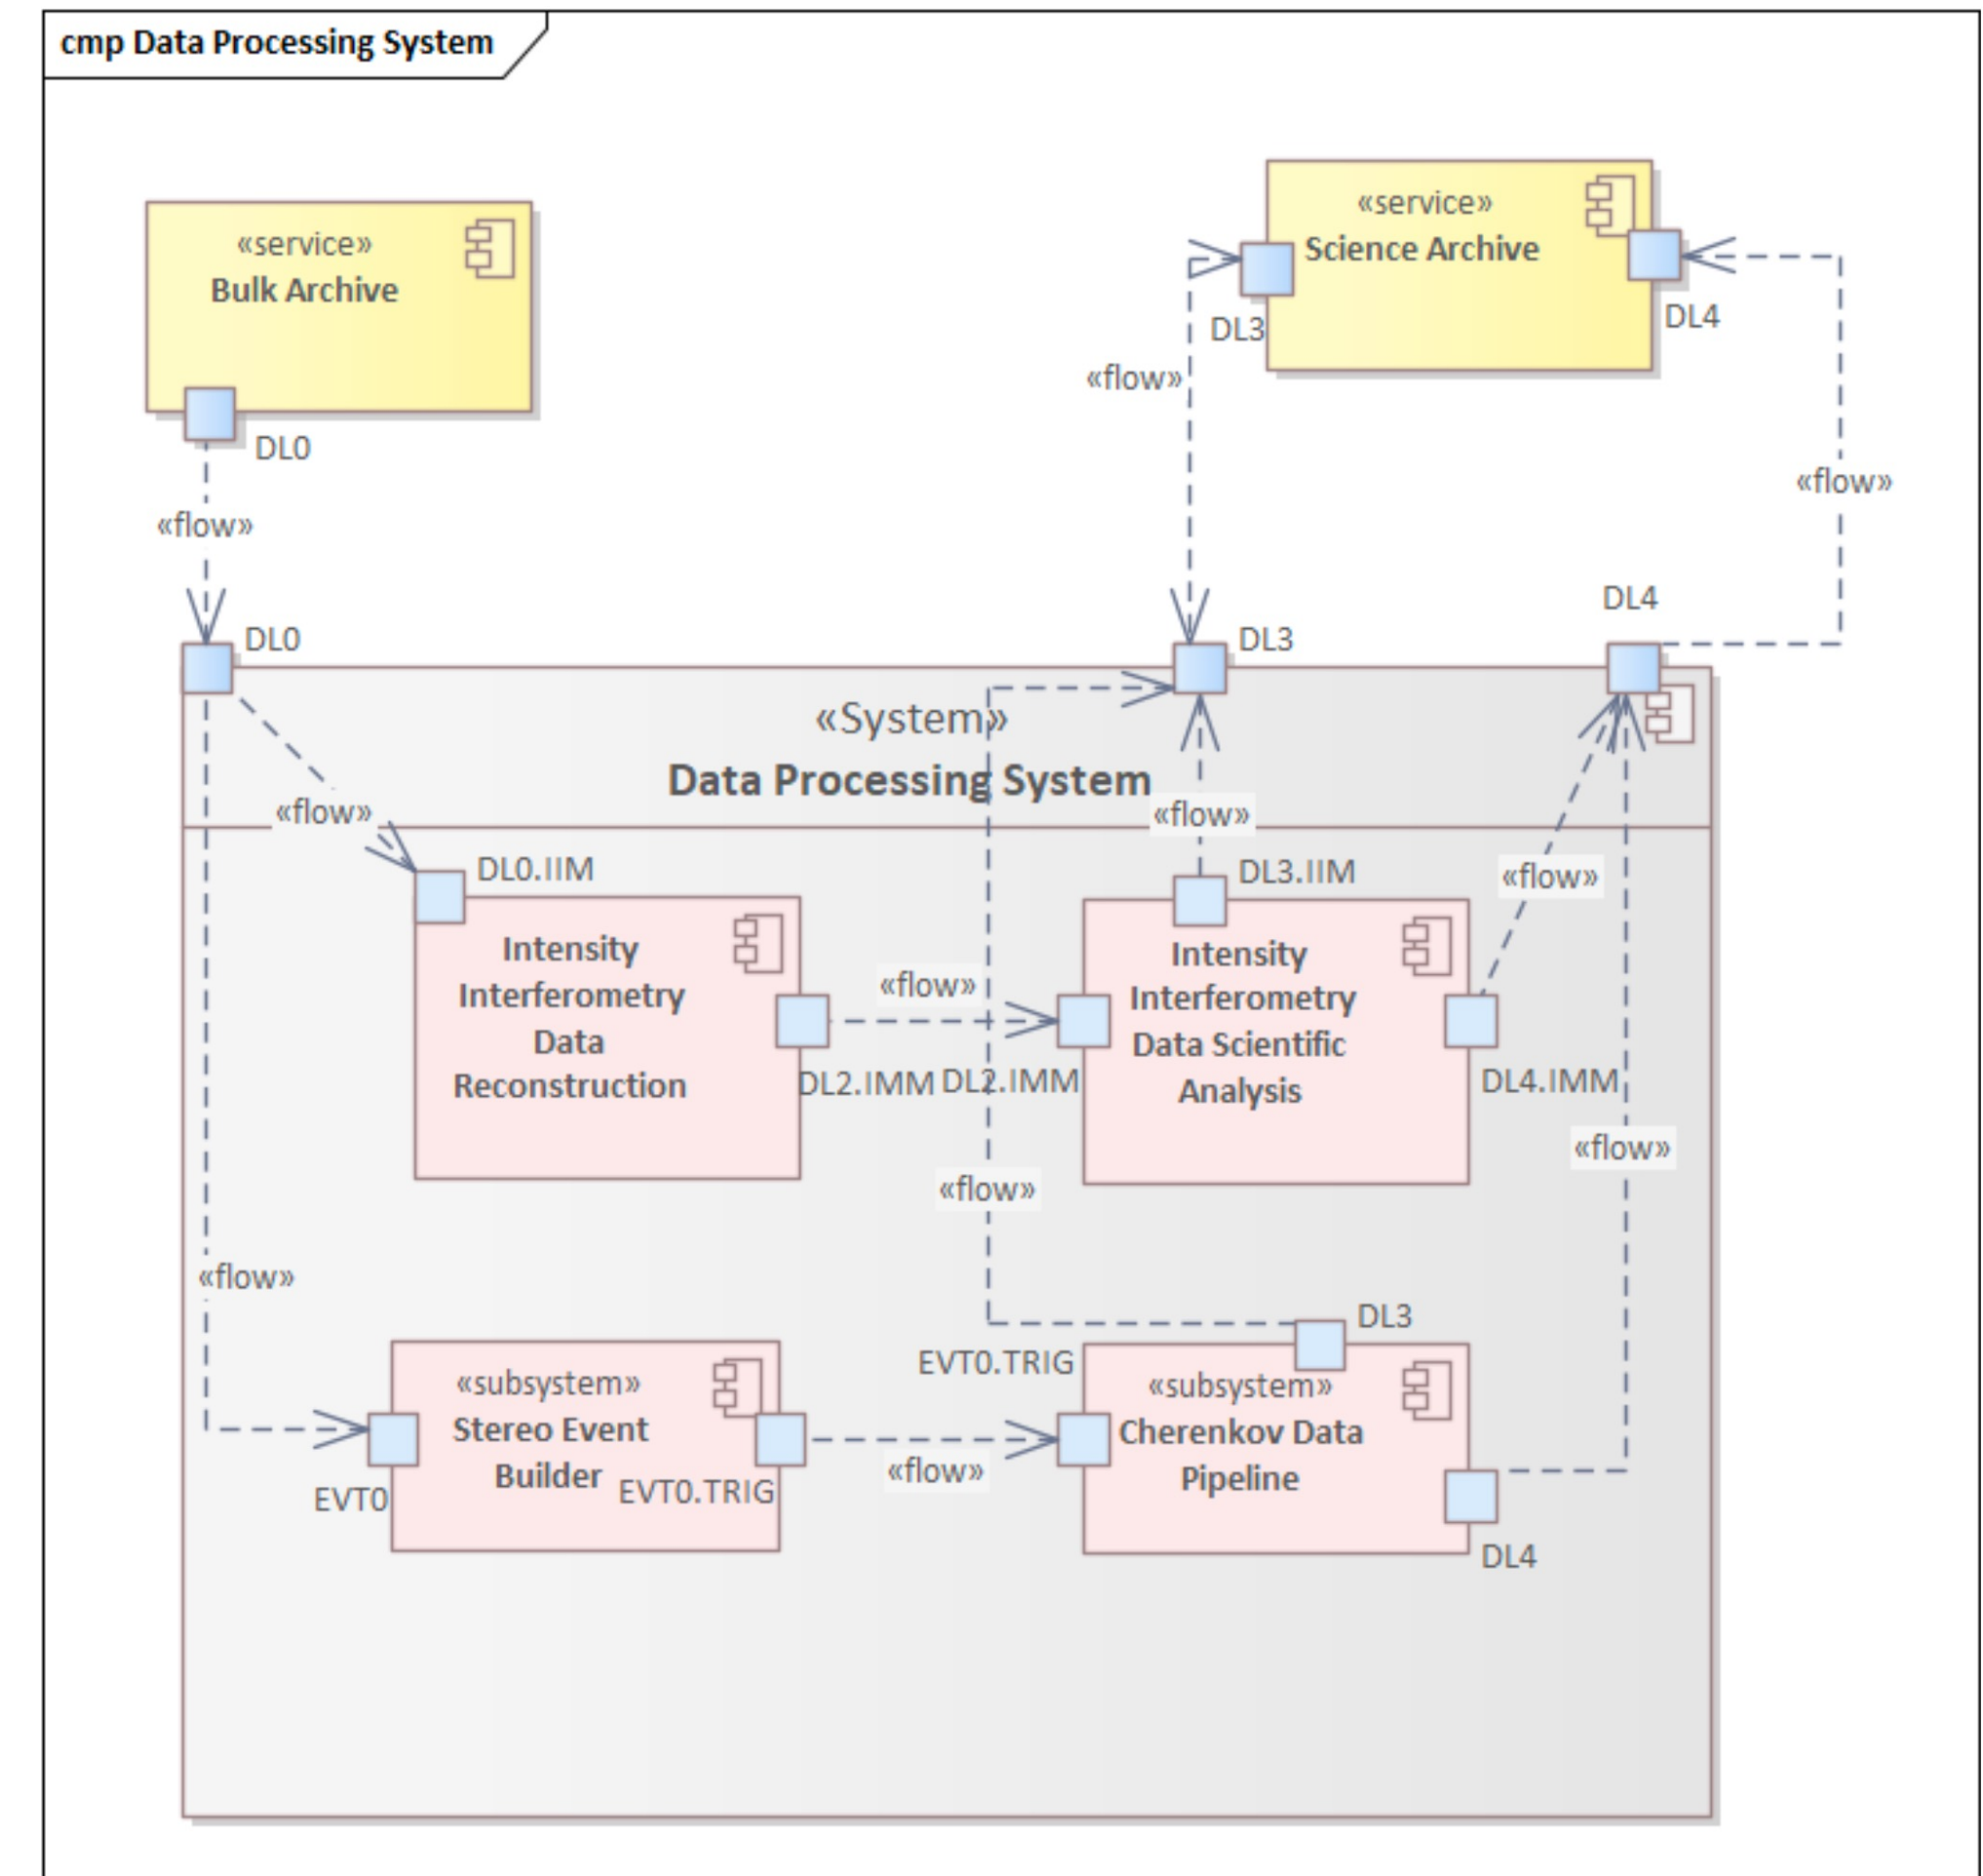 cmp Data Processing System
«service»
Bulk Archive
DL0
«flow»
«service»
Science Archive
DL3
DL4
«flow»
«flow»
DL0
DL3
DL4
«System»
Data Processing System
«flow»
«flow»
«flow»
DL0.IIM
Intensity
Interferometry
Data
Reconstruction
DL2.IMM
«flow»
DL2.IMM
DL3.IIM
Intensity
Interferometry
Data Scientific
Analysis
DL4.IMM
«flow»
«flow»
«flow»
EVT0
«subsystem»
Stereo Event
Builder
EVT0.TRIG
«flow»
EVT0.TRIG
DL3
«subsystem»
Cherenkov Data
Pipeline
DL4